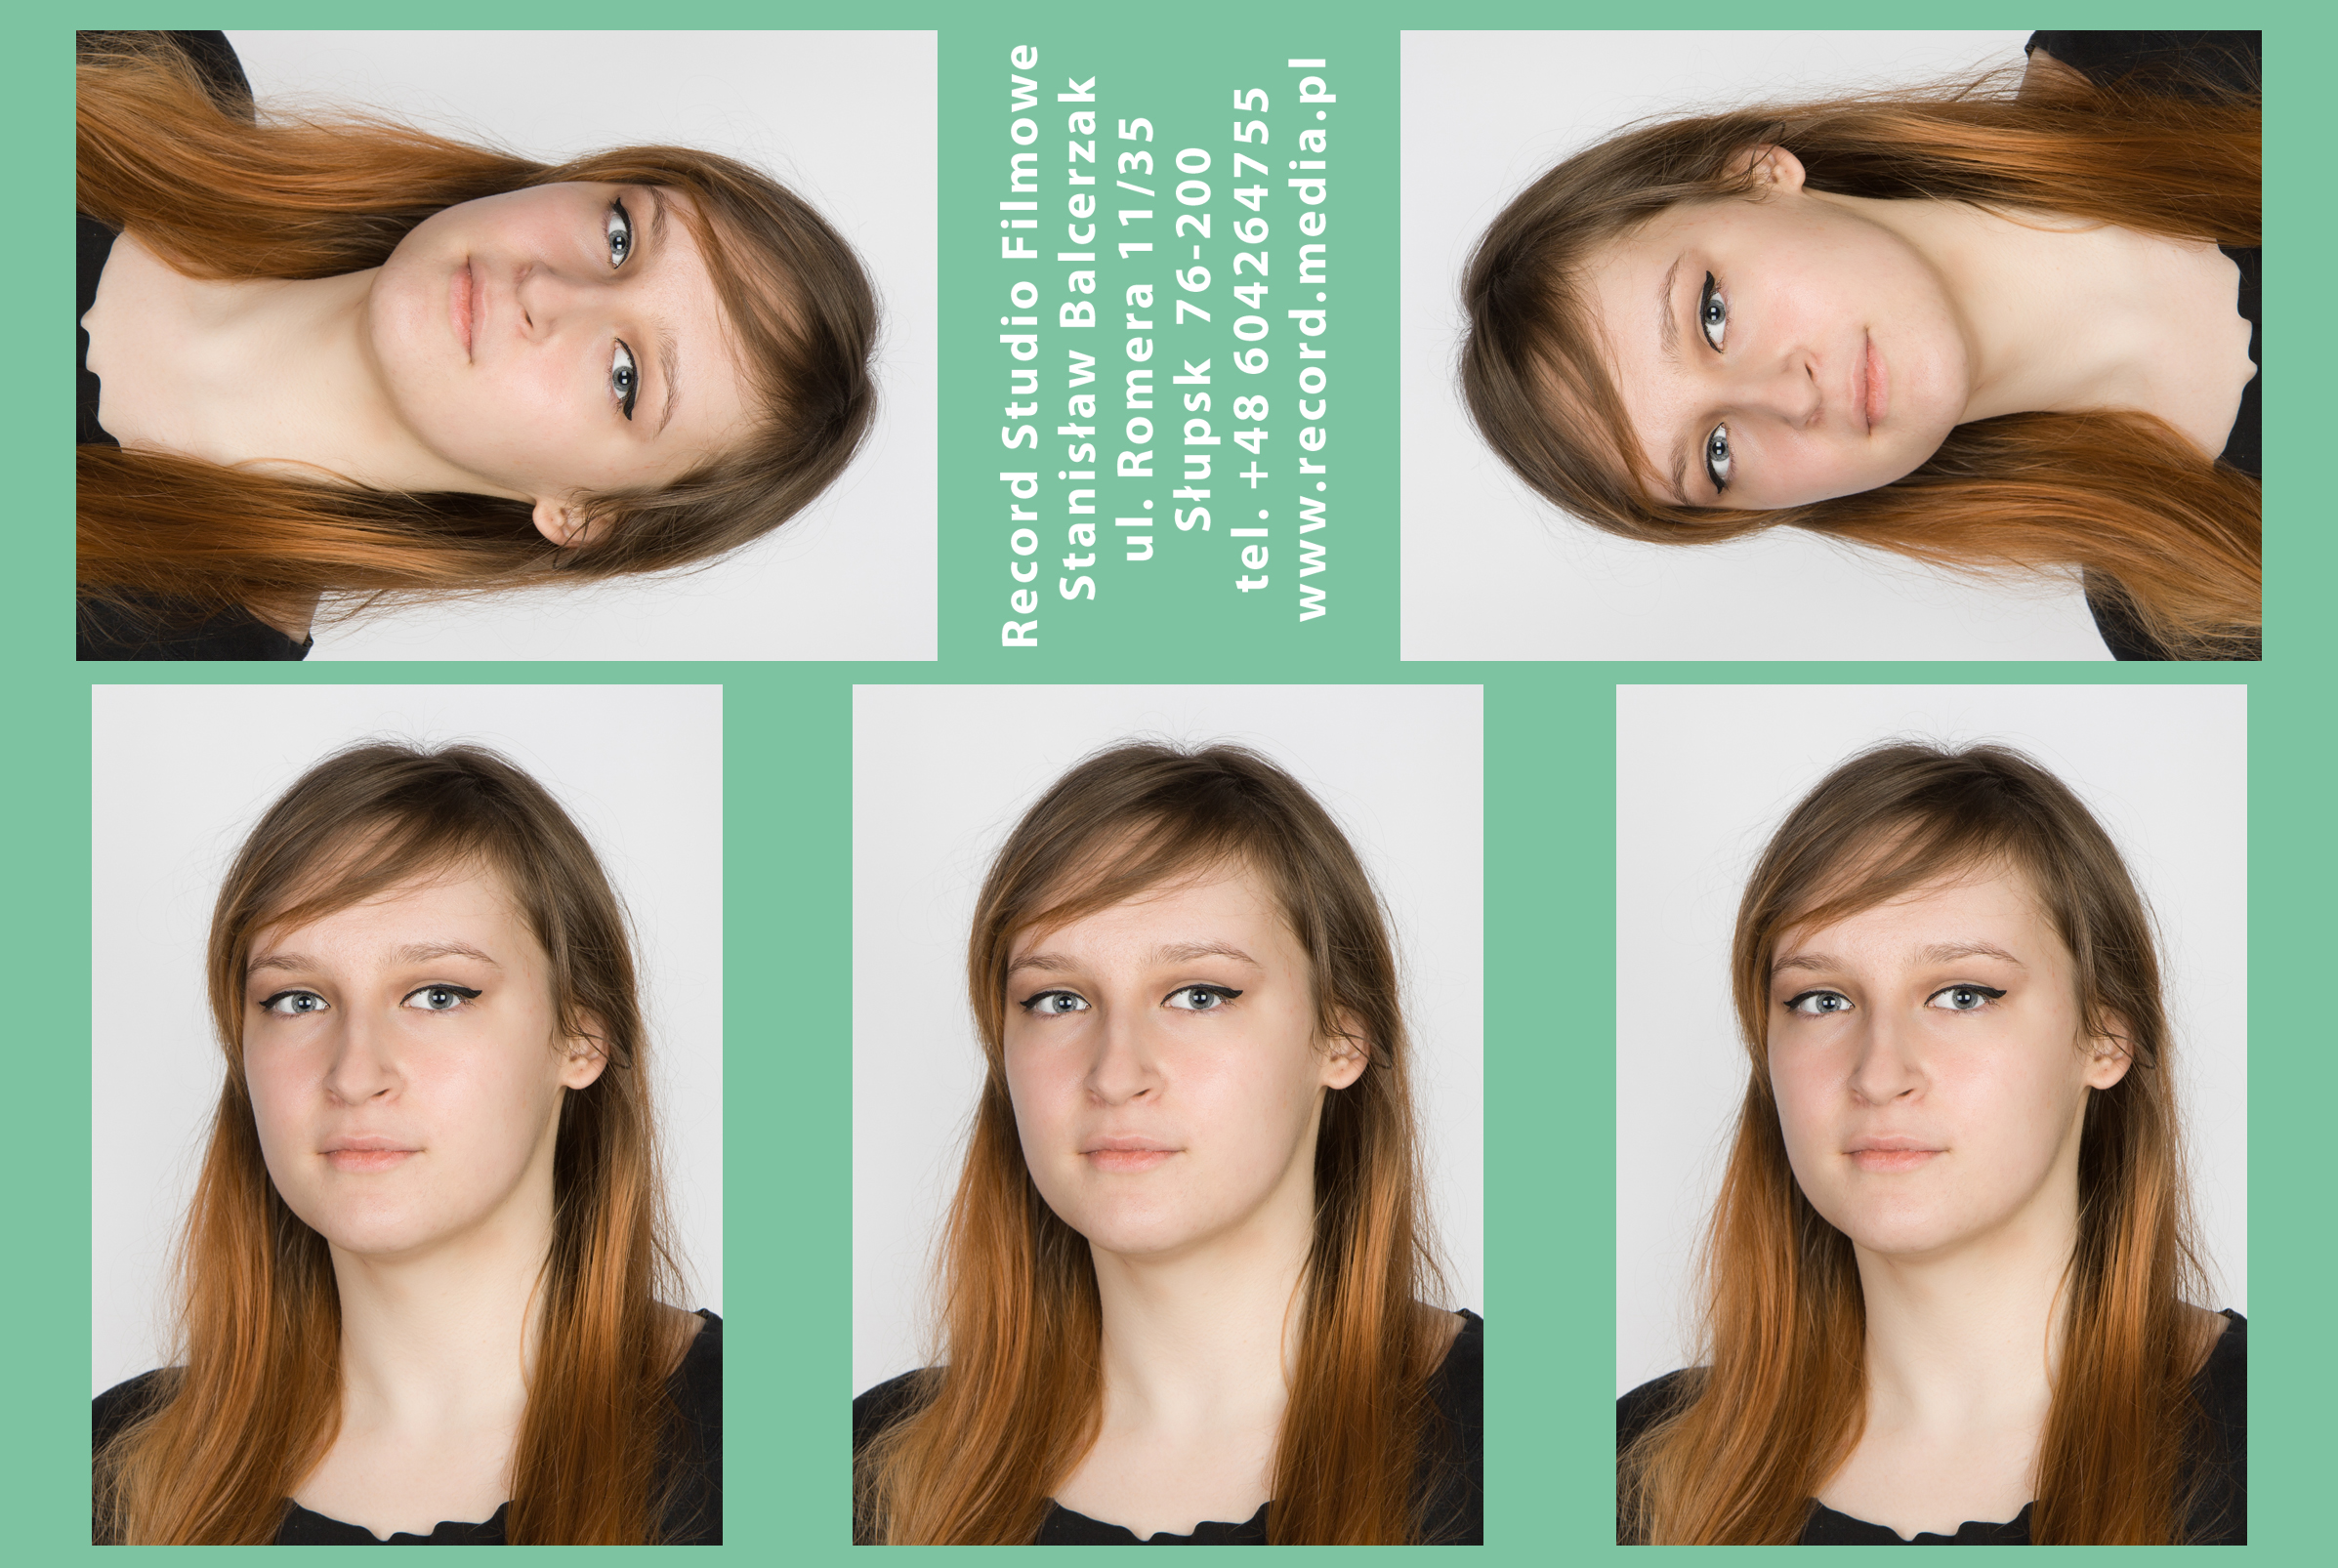 Record Studio Filmowe
Stanisław Balcerzak
ul. Romera 11/35
Słupsk 76-200
tel. +48 604264755
www.record.media.pl